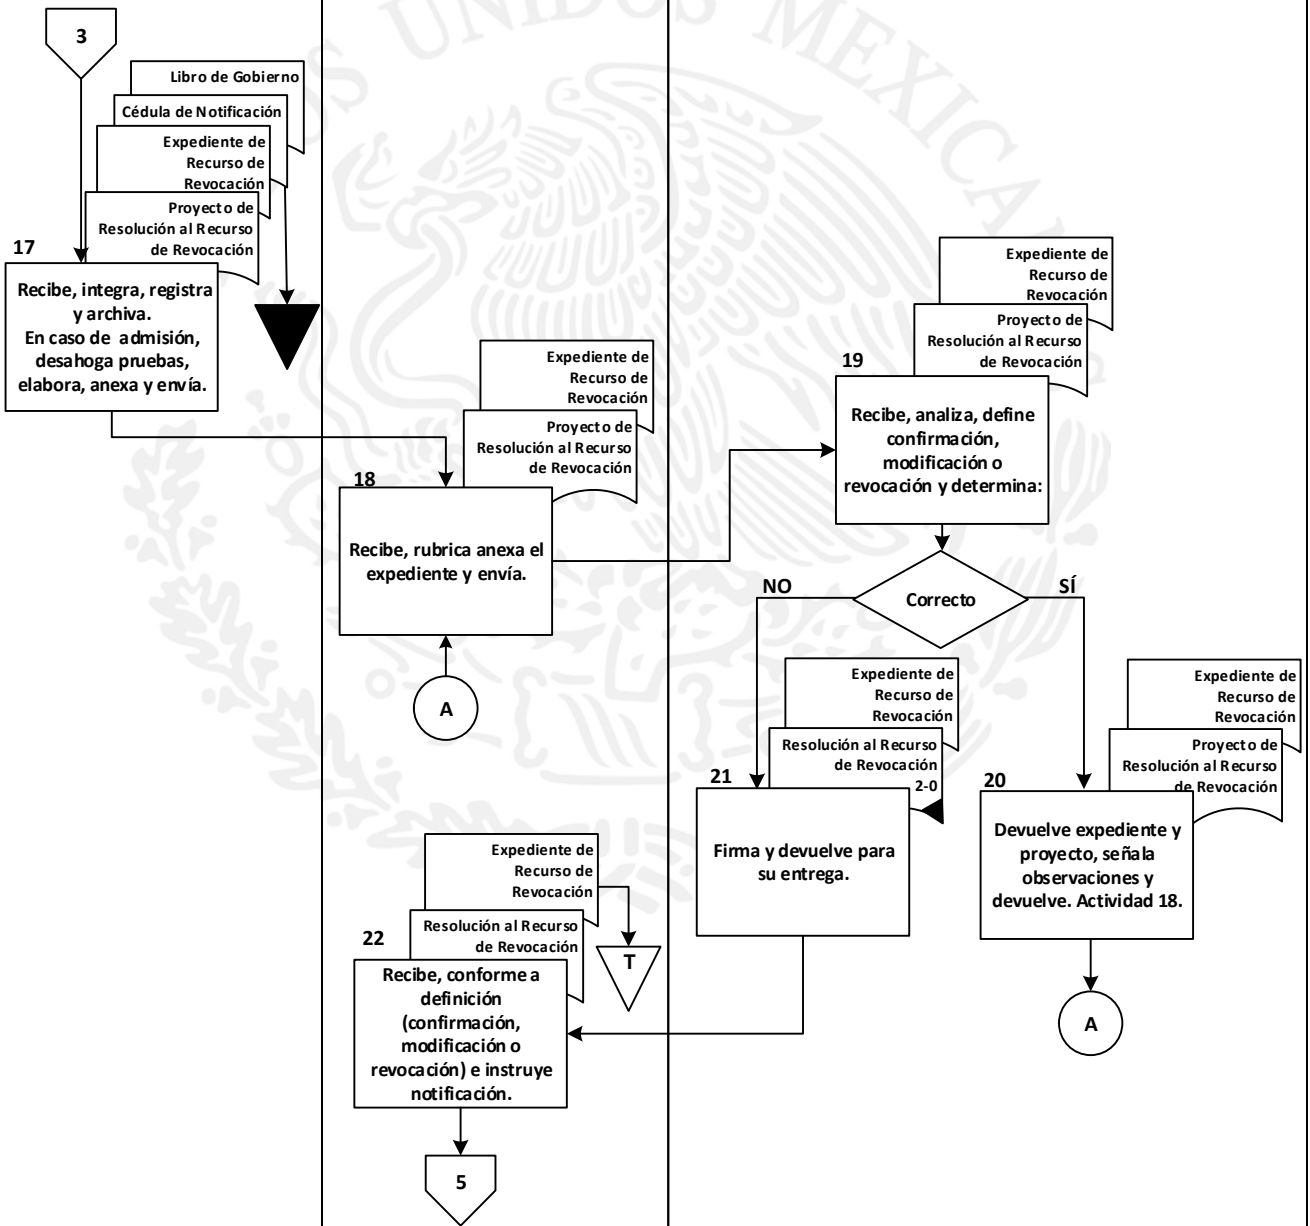 UNIDOS MEXICANOS
3
Libro de Gobierno
Cédula de Notificación
Expediente de
Recurso de
Revocación
Proyecto de
Resolución al Recurso
de Revocación
17
Recibe, integra, registra
y archiva.
En caso de admisión,
desahoga pruebas,
elabora, anexa y envía.
Expediente de
Recurso de
Revocación
Proyecto de
Resolución al Recurso
de Revocación
18
Recibe, rubrica anexa el
expediente y envía.
A
Expediente de
Recurso de
Revocación
Proyecto de
Resolución al Recurso
de Revocación
19
Recibe, analiza, define
confirmación,
modificación o
revocación y determina:
Correcto
NO
SÍ
Expediente de
Recurso de
Revocación
Resolución al Recurso
de Revocación
2-0
21
Firma y devuelve para
su entrega.
Expediente de
Recurso de
Revocación
Proyecto de
Resolución al Recurso
de Revocación
20
Devuelve expediente y
proyecto, señala
observaciones y
devuelve. Actividad 18.
A
Expediente de
Recurso de
Revocación
Resolución al Recurso
de Revocación
T
22
Recibe, conforme a
definición
(confirmación,
modificación o
revocación) e instruye
notificación.
5